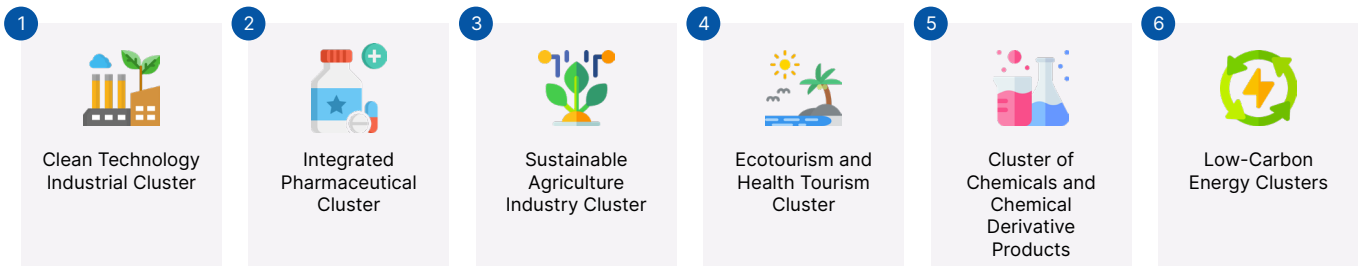 1
Clean Technology
Industrial Cluster
2
Integrated
Pharmaceutical
Cluster
3
Sustainable
Agriculture
Industry Cluster
4
Ecotourism and
Health Tourism
Cluster
5
Cluster of
Chemicals and
Chemical
Derivative
Products
6
Low-Carbon
Energy Clusters